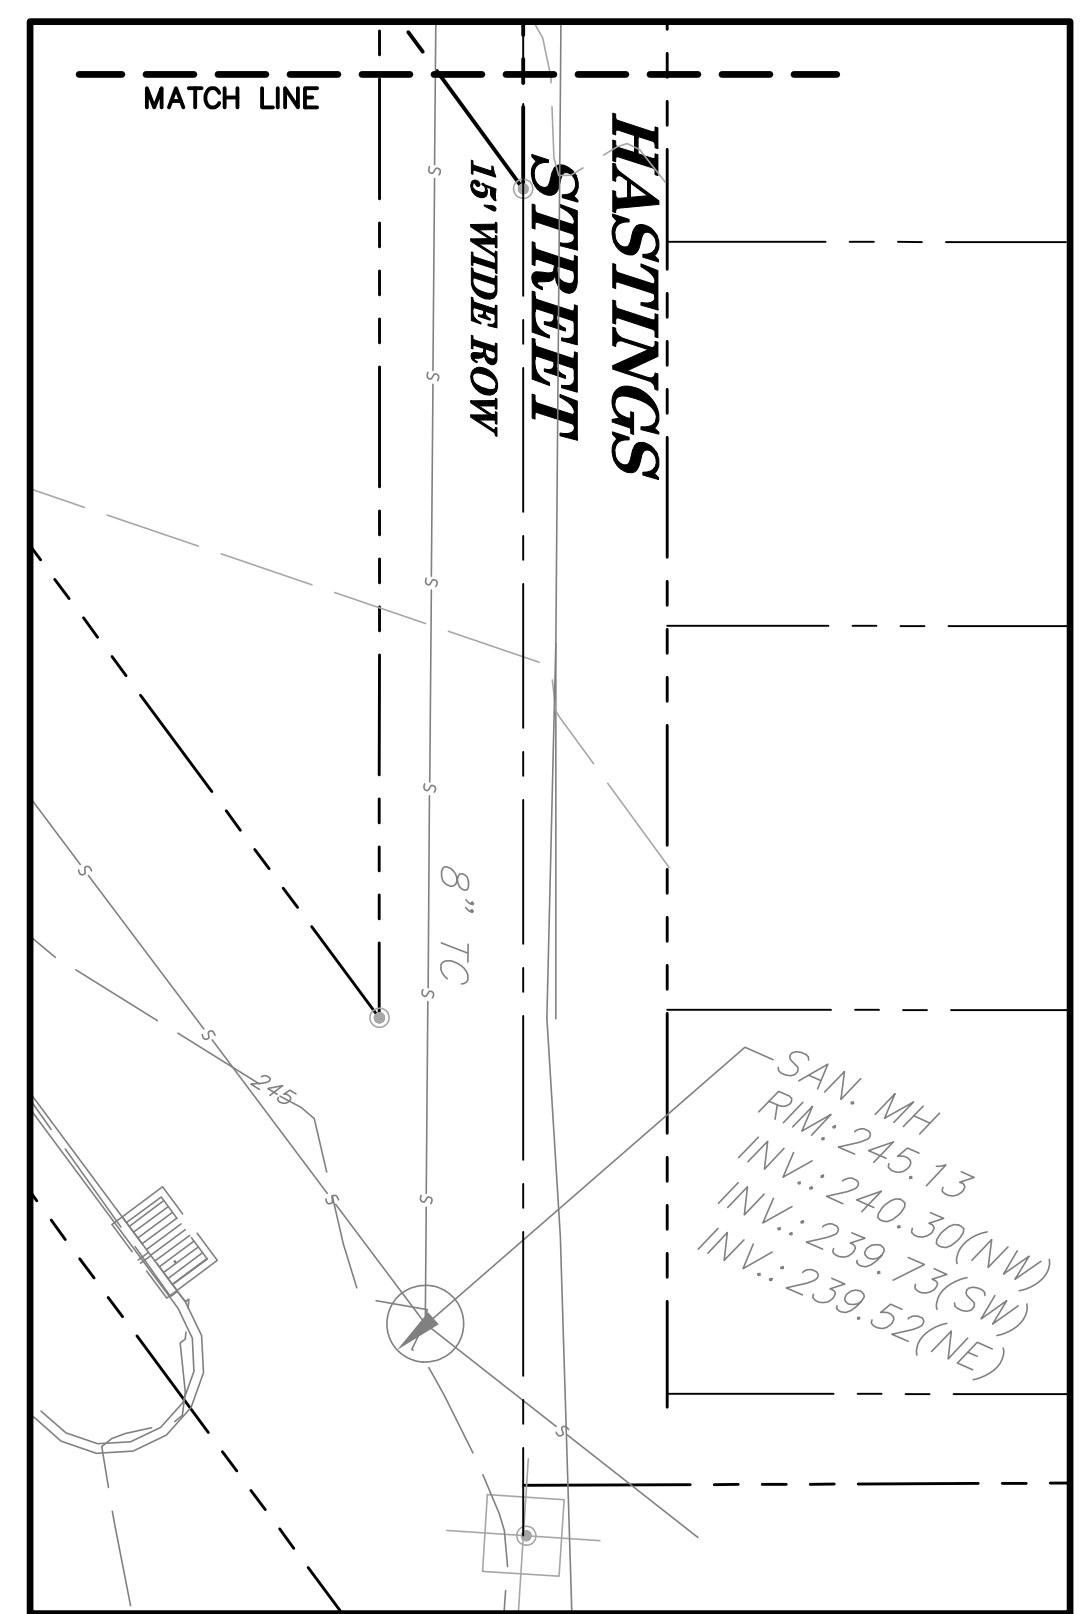 MATCH LINE
HASTINGS
STREET
15' WIDE ROW
S
S
S
S
S
8" TC
S
S
245
S
S
SAN. MH
RIM: 245.13
INV.: 240.30(NW)
INV.: 239.73(SW)
INV.: 239.52(NE)
S
S